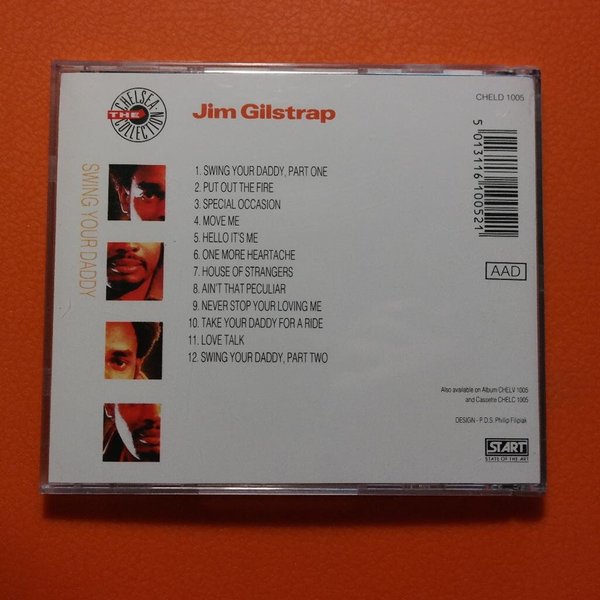 CHELSEA
THE
COLLECTION
Jim Gilstrap
CHELD 1005
SWING YOUR DADDY
1. SWING YOUR DADDY, PART ONE
2. PUT OUT THE FIRE
3. SPECIAL OCCASION
4. MOVE ME
5. HELLO IT'S ME
6. ONE MORE HEARTACHE
7. HOUSE OF STRANGERS
8. AIN'T THAT PECULIAR
9. NEVER STOP YOUR LOVING ME
10. TAKE YOUR DADDY FOR A RIDE
11. LOVE TALK
12. SWING YOUR DADDY, PART TWO
5 013116 100521
AAD
Also available on Album CHELV 1005
and Cassette CHELC 1005
DESIGN - P.D.S. Phillip Filipiak
START
STATE OF THE ART